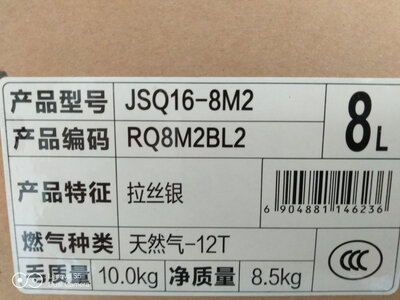 产品型号 JSQ16-8M2
产品编码 RQ8M2BL2
8L
产品特征 拉丝银
6 904881 146236
燃气种类 天然气-12T
CCC
毛质量 10.0kg 净质量 8.5kg